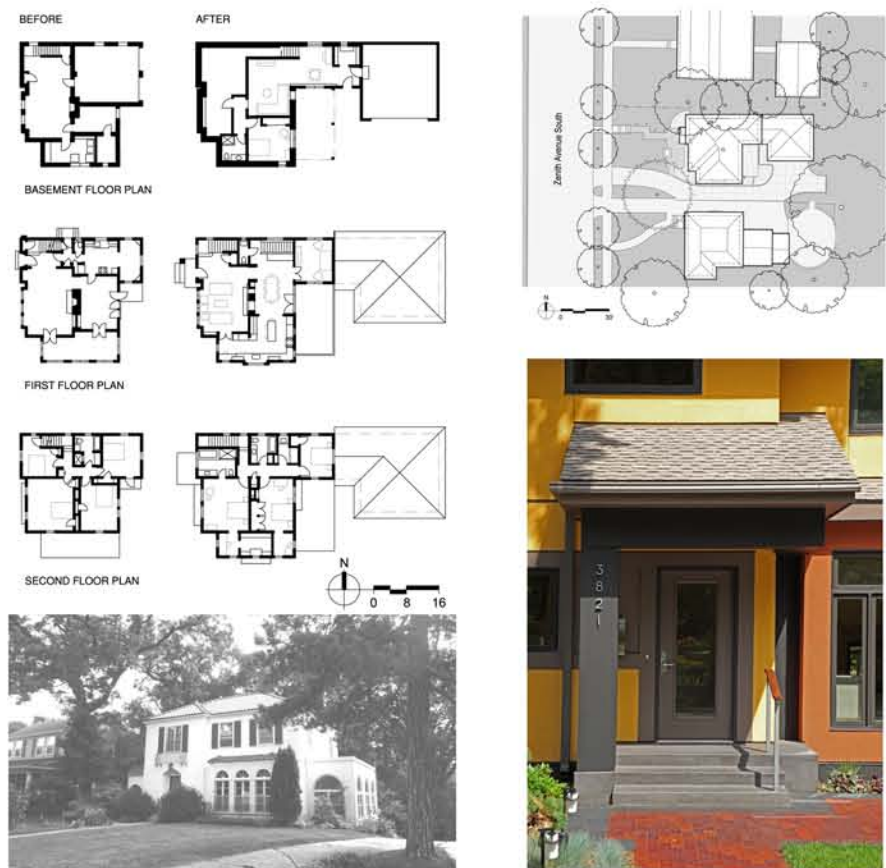 BEFORE
AFTER
BASEMENT FLOOR PLAN
FIRST FLOOR PLAN
SECOND FLOOR PLAN
N
0 8 16
Zenith Avenue South
N
0 30
3
8
2
1